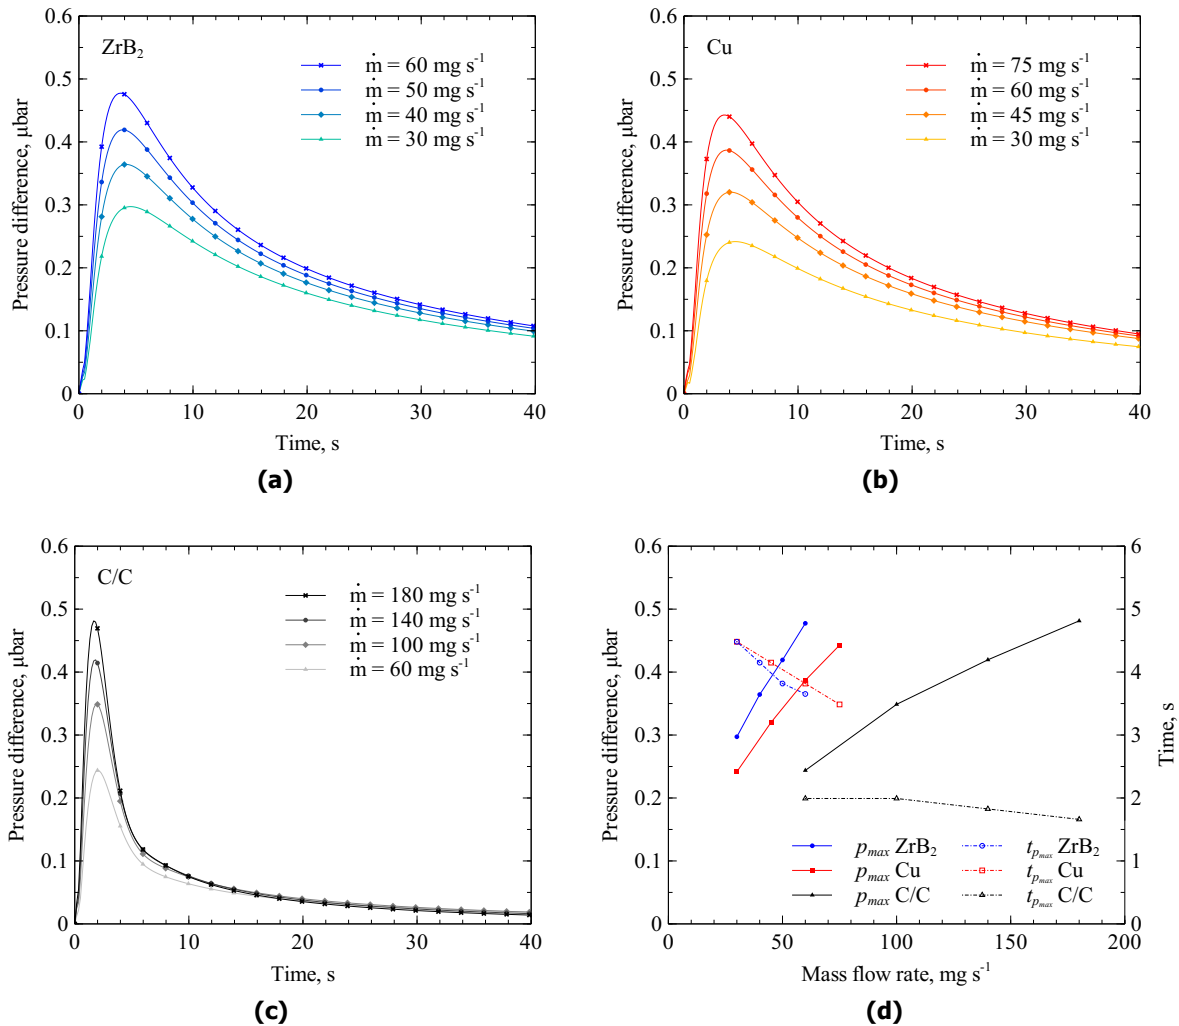 ZrB2
ṁ = 60 mg s-1
ṁ = 50 mg s-1
ṁ = 40 mg s-1
ṁ = 30 mg s-1
Pressure difference, μbar
0.6
0.5
0.4
0.3
0.2
0.1
0
0 10 20 30 40
Time, s
(a)
Cu
ṁ = 75 mg s-1
ṁ = 60 mg s-1
ṁ = 45 mg s-1
ṁ = 30 mg s-1
Pressure difference, μbar
0.6
0.5
0.4
0.3
0.2
0.1
0
0 10 20 30 40
Time, s
(b)
C/C
ṁ = 180 mg s-1
ṁ = 140 mg s-1
ṁ = 100 mg s-1
ṁ = 60 mg s-1
Pressure difference, μbar
0.6
0.5
0.4
0.3
0.2
0.1
0
0 10 20 30 40
Time, s
(c)
Pressure difference, μbar
0.6
0.5
0.4
0.3
0.2
0.1
0
6
5
4
3
2
1
0
Time, s
pmax ZrB2 tpmax ZrB2
pmax Cu tpmax Cu
pmax C/C tpmax C/C
0 50 100 150 200
Mass flow rate, mg s-1
(d)